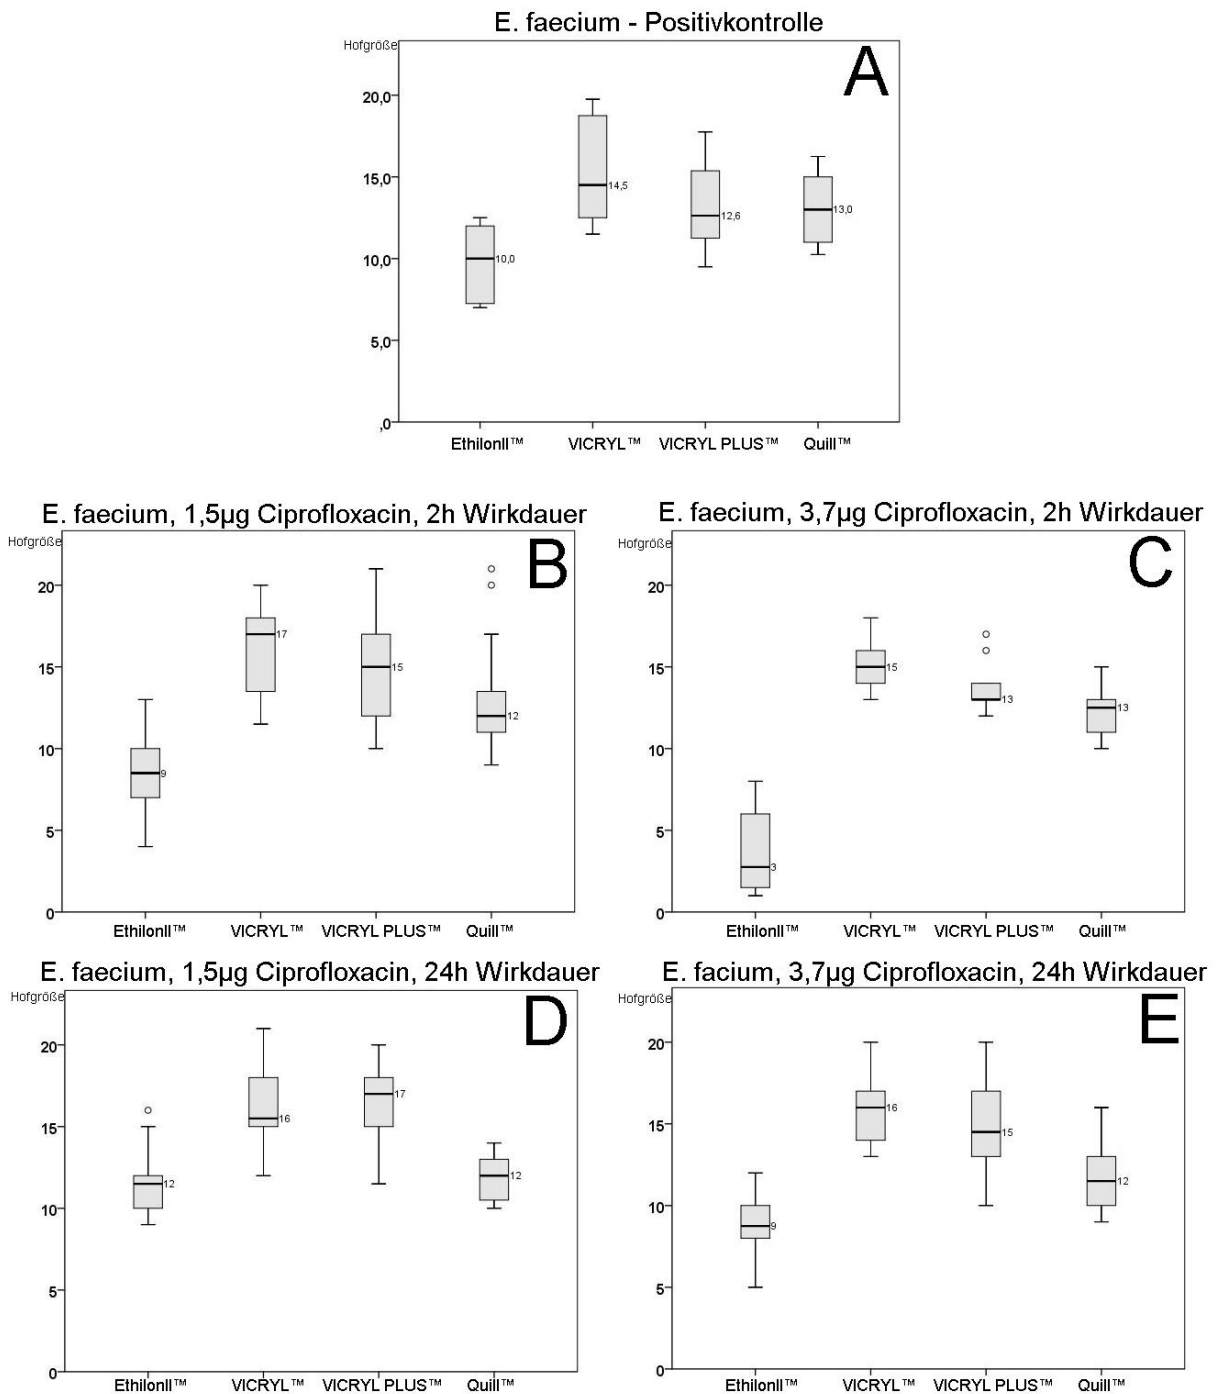 E. faecium - Positivkontrolle
Hofgröße
A
20,0
15,0
10,0
5,0
,0
10,0
14,5
12,6
13,0
EthilonII™ VICRYL™ VICRYL PLUS™ Quill™
E. faecium, 1,5µg Ciprofloxacin, 2h Wirkdauer
Hofgröße
B
20
15
10
5
0
9
17
15
12
EthilonII™ VICRYL™ VICRYL PLUS™ Quill™
E. faecium, 3,7µg Ciprofloxacin, 2h Wirkdauer
Hofgröße
C
20
15
10
5
0
3
15
13
13
EthilonII™ VICRYL™ VICRYL PLUS™ Quill™
E. faecium, 1,5µg Ciprofloxacin, 24h Wirkdauer
Hofgröße
D
20
15
10
5
0
12
16
17
12
EthilonII™ VICRYL™ VICRYL PLUS™ Quill™
E. facium, 3,7µg Ciprofloxacin, 24h Wirkdauer
Hofgröße
E
20
15
10
5
0
9
16
15
12
EthilonII™ VICRYL™ VICRYL PLUS™ Quill™